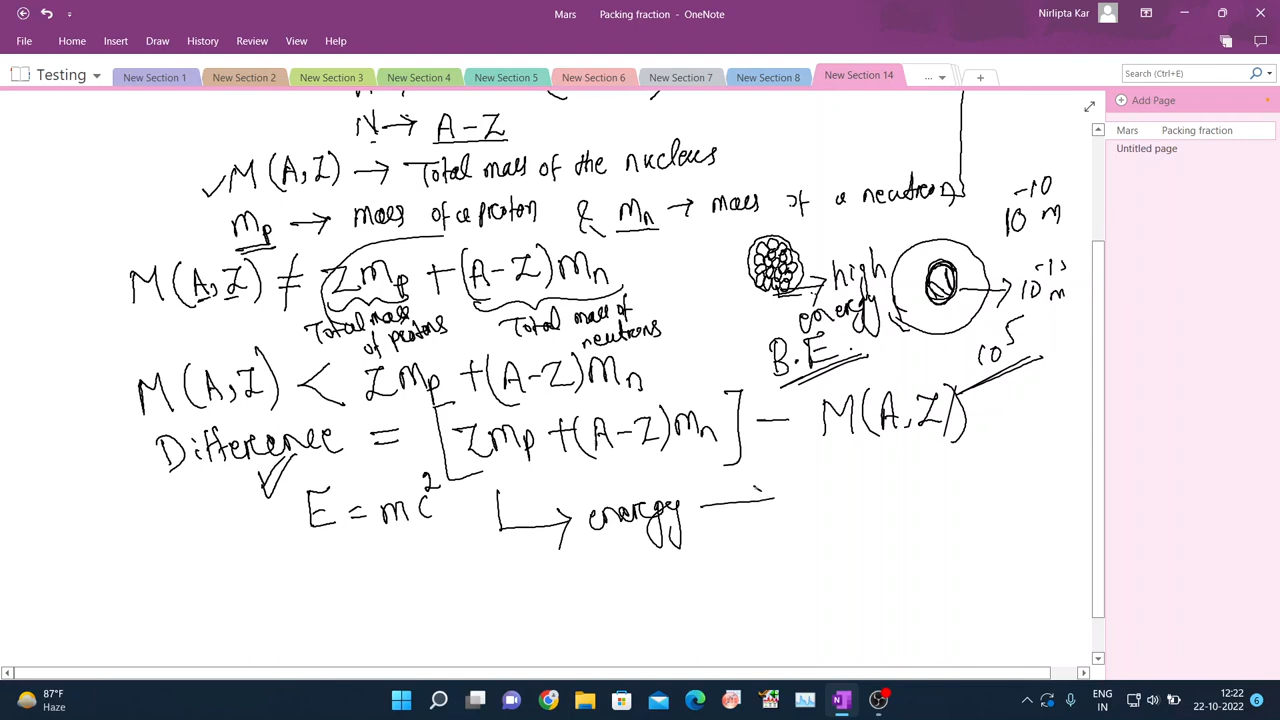 Mars Packing fraction - OneNote
Nirlipta Kar
File Home Insert Draw History Review View Help
Testing
New Section 1 New Section 2 New Section 3 New Section 4 New Section 5 New Section 6 New Section 7 New Section 8 New Section 14 ...
Search (Ctrl+E)
Add Page
Mars Packing fraction
Untitled page
N → A-Z
✓ M(A,Z) → Total mass of the nucleus
mp → mass of a proton & mn → mass of a neutron
10^-10 m
M(A,Z) ≠ Zmp + (A-Z)mn
Total mass of protons
Total mass of neutrons
high energy
B.E.
m
10^5
M(A,Z) < Zmp + (A-Z)mn
Difference = [Zmp + (A-Z)mn] - M(A,Z)
E = mc^2
energy
87°F
Haze
ENG
IN
12:22
22-10-2022